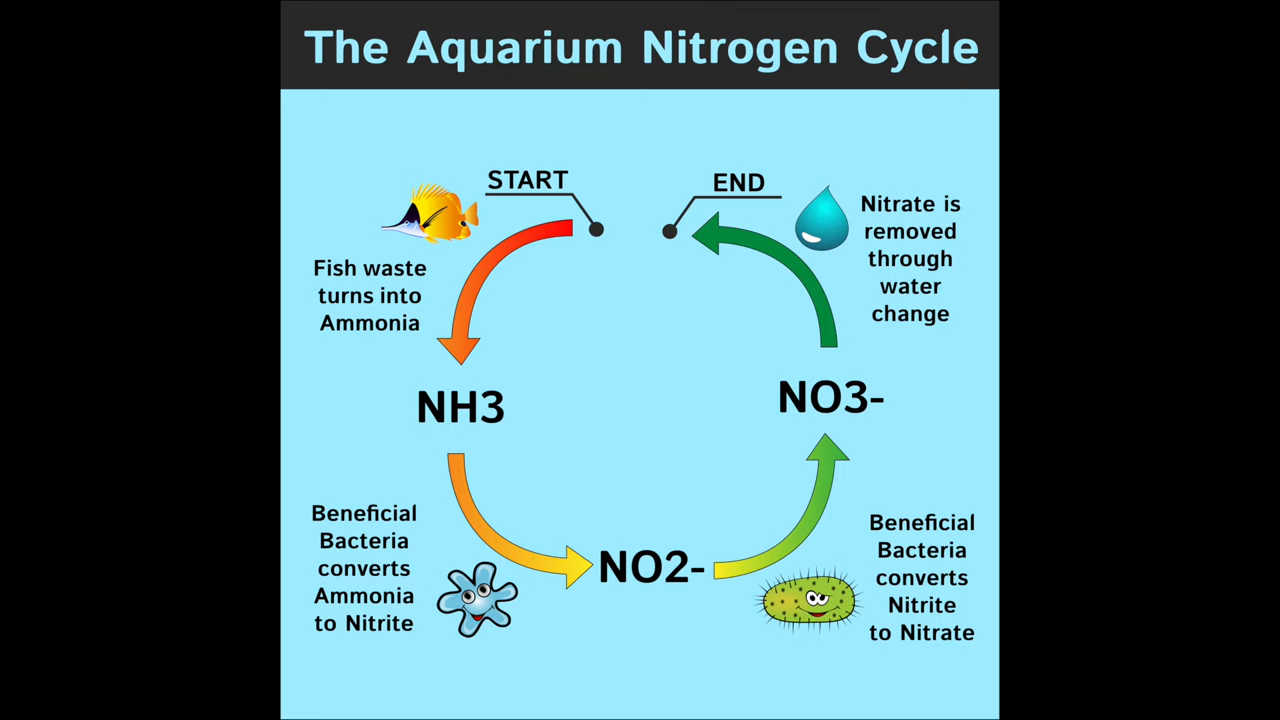 The Aquarium Nitrogen Cycle
START
END
Fish waste
turns into
Ammonia
Nitrate is
removed
through
water
change
NH3
NO3-
Beneficial
Bacteria
converts
Ammonia
to Nitrite
NO2-
Beneficial
Bacteria
converts
Nitrite
to Nitrate